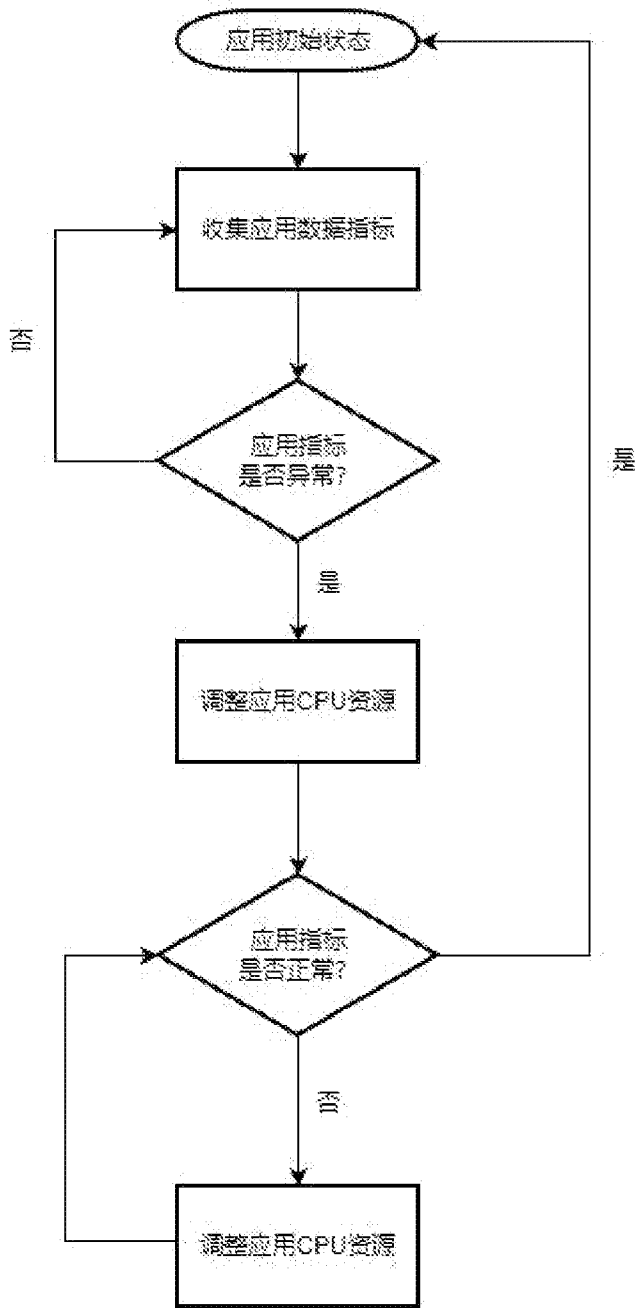 应用初始状态
收集应用数据指标
否
应用指标
是否异常?
是
是
调整应用CPU资源
应用指标
是否正常?
否
调整应用CPU资源